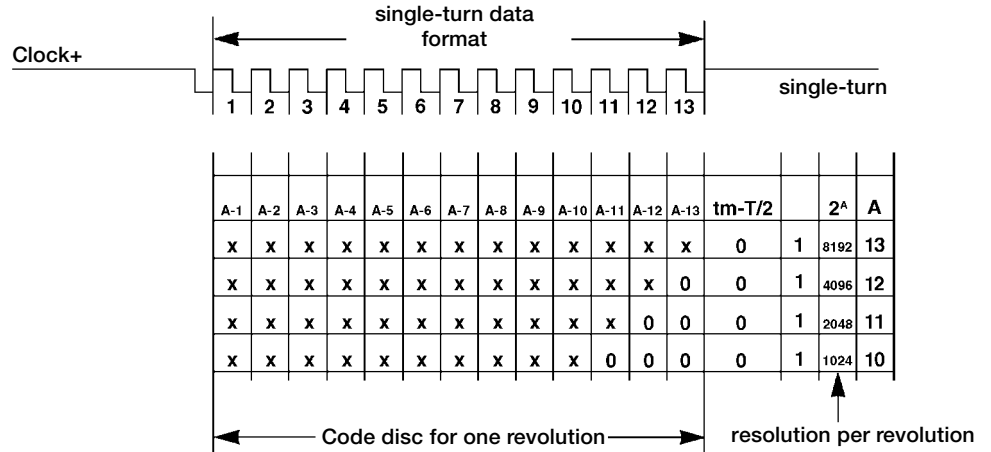 single-turn data
format
Clock+
single-turn
1 2 3 4 5 6 7 8 9 10 11 12 13
A-1 A-2 A-3 A-4 A-5 A-6 A-7 A-8 A-9 A-10 A-11 A-12 A-13 tm-T/2 2ᴬ A
x x x x x x x x x x x x x 0 1 8192 13
x x x x x x x x x x x x 0 0 1 4096 12
x x x x x x x x x x x 0 0 0 1 2048 11
x x x x x x x x x x 0 0 0 0 1 1024 10
Code disc for one revolution
resolution per revolution